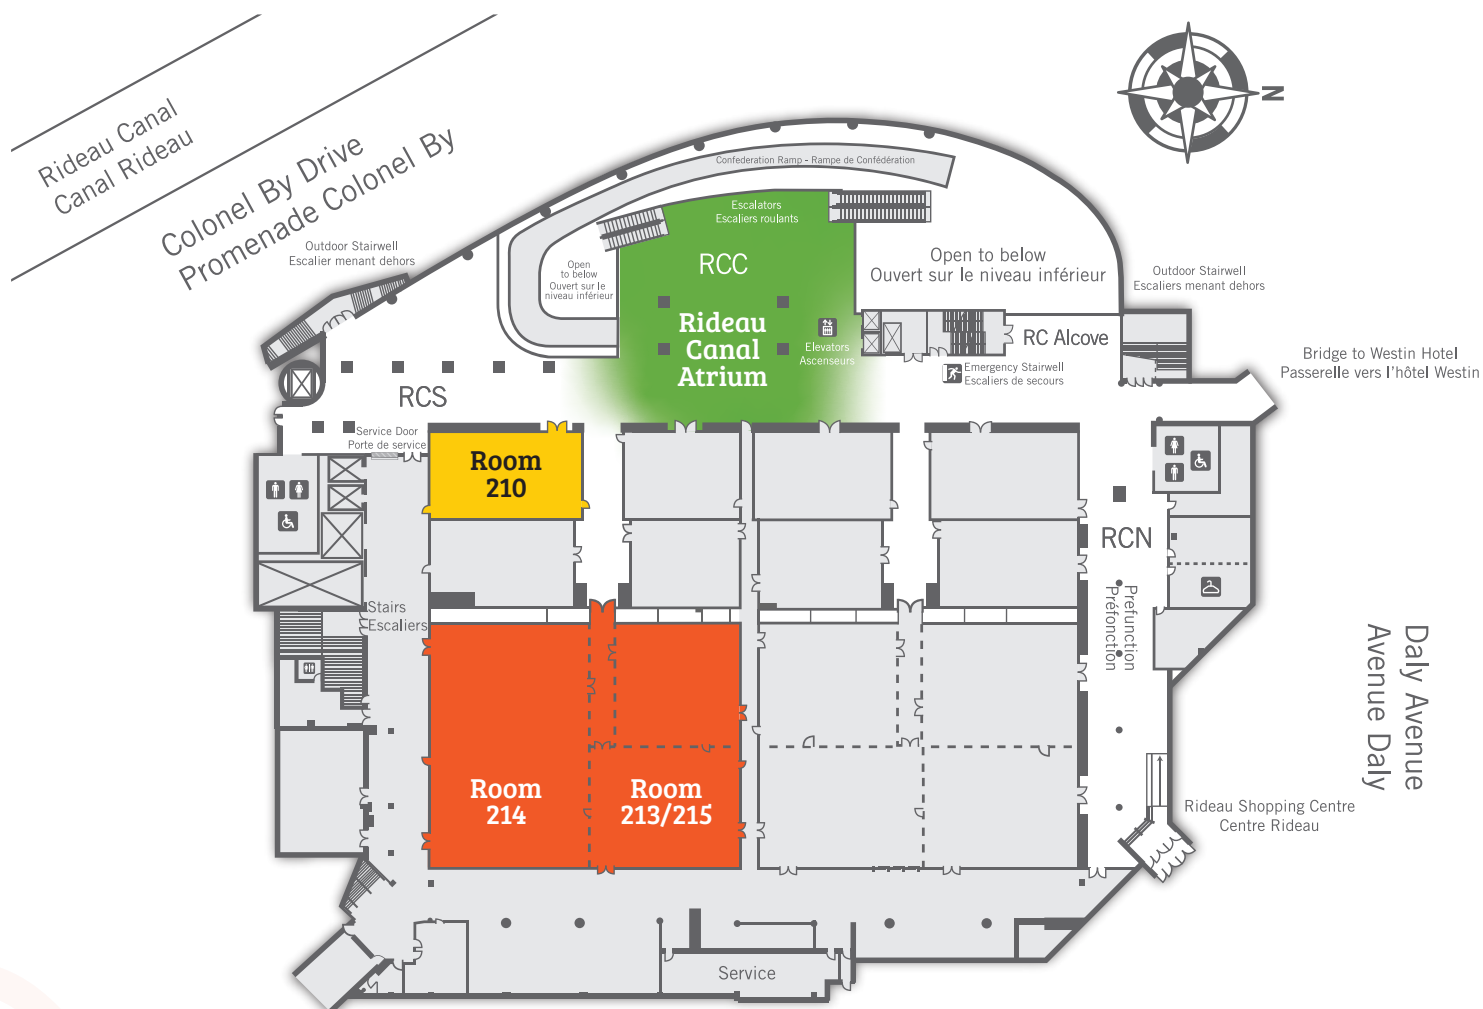 N
Rideau Canal
Canal Rideau
Colonel By Drive
Promenade Colonel By
Confederation Ramp - Rampe de Confédération
Escalators
Escaliers roulants
Outdoor Stairwell
Escalier menant dehors
RCC
Open
to below
Ouvert sur le
niveau inférieur
Open to below
Ouvert sur le niveau inférieur
Outdoor Stairwell
Escaliers menant dehors
Rideau
Canal
Atrium
Elevators
Ascenseurs
RC Alcove
Emergency Stairwell
Escaliers de secours
Bridge to Westin Hotel
Passerelle vers l'hôtel Westin
RCS
Service Door
Porte de service
Room
210
RCN
Stairs
Escaliers
Prefunction
Préfonction
Daly Avenue
Avenue Daly
Room
214
Room
213/215
Rideau Shopping Centre
Centre Rideau
Service